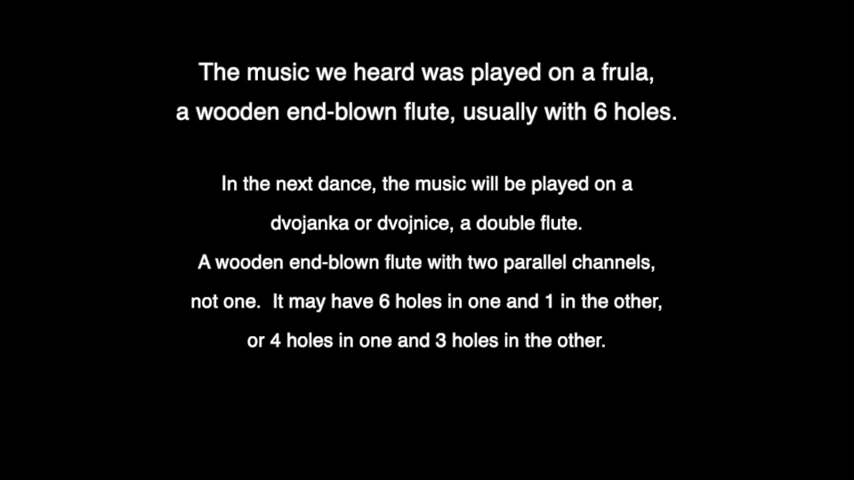 The music we heard was played on a frula,
a wooden end-blown flute, usually with 6 holes.
In the next dance, the music will be played on a
dvojanka or dvojnice, a double flute.
A wooden end-blown flute with two parallel channels,
not one.  It may have 6 holes in one and 1 in the other,
or 4 holes in one and 3 holes in the other.